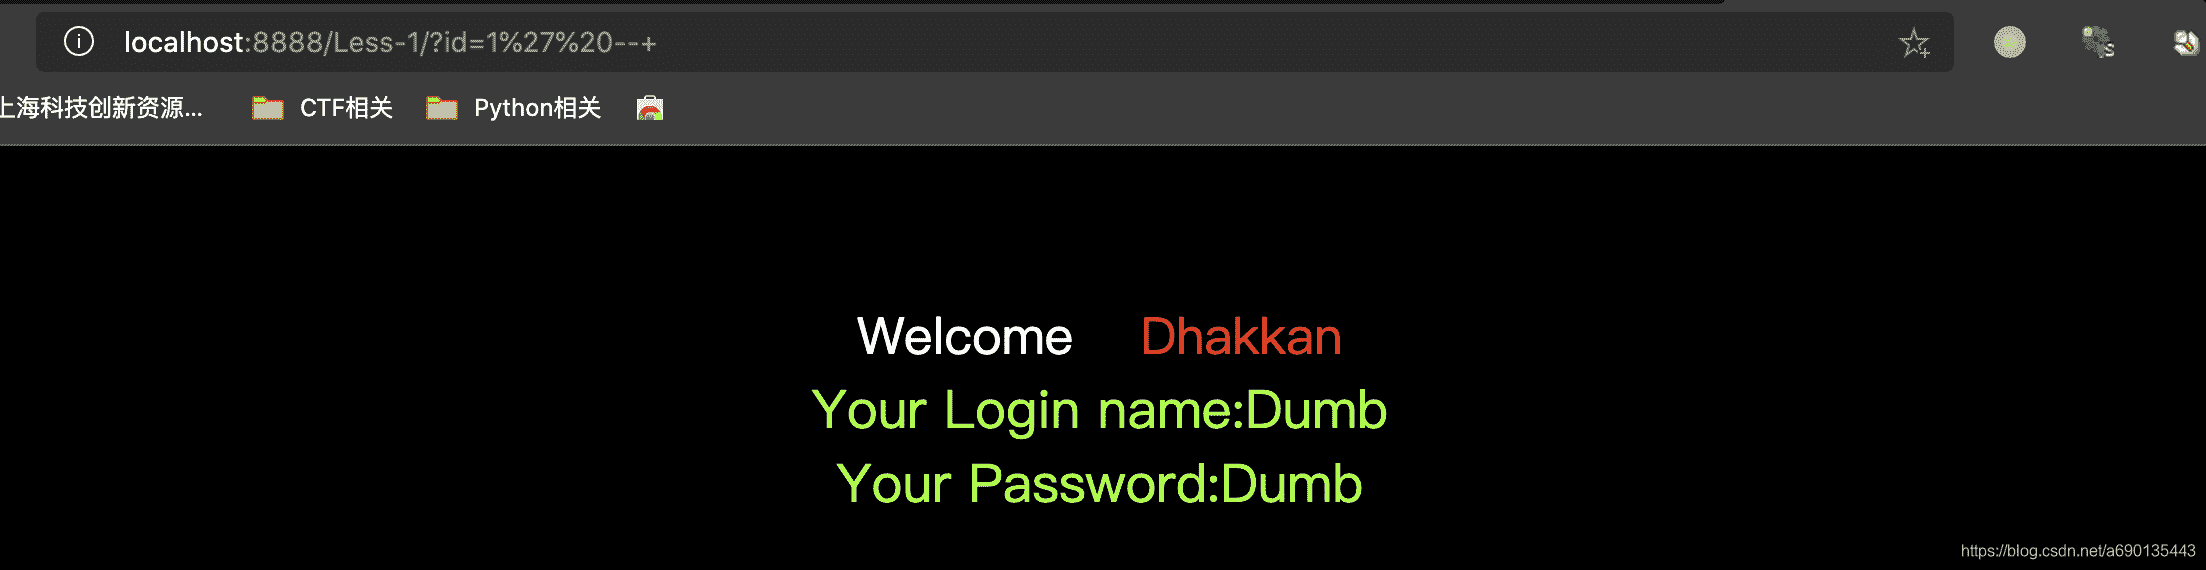 localhost:8888/Less-1/?id=1%27%20--+
上海科技创新资源... CTF相关 Python相关
Welcome Dhakkan
Your Login name:Dumb
Your Password:Dumb
https://blog.csdn.net/a690135443